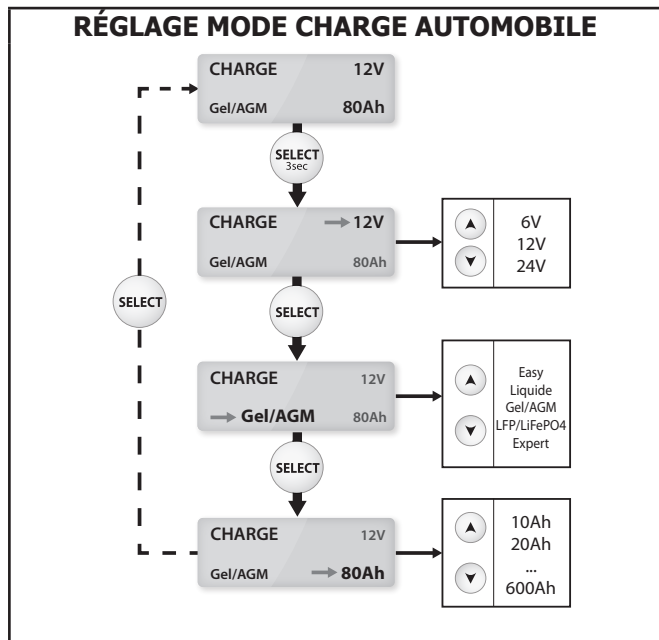 RÉGLAGE MODE CHARGE AUTOMOBILE
CHARGE 12V
Gel/AGM 80Ah
SELECT
3sec
CHARGE 12V
Gel/AGM 80Ah
6V
12V
24V
SELECT
SELECT
CHARGE 12V
Gel/AGM 80Ah
Easy
Liquide
Gel/AGM
LFP/LiFePO4
Expert
SELECT
CHARGE 12V
Gel/AGM 80Ah
10Ah
20Ah
...
600Ah